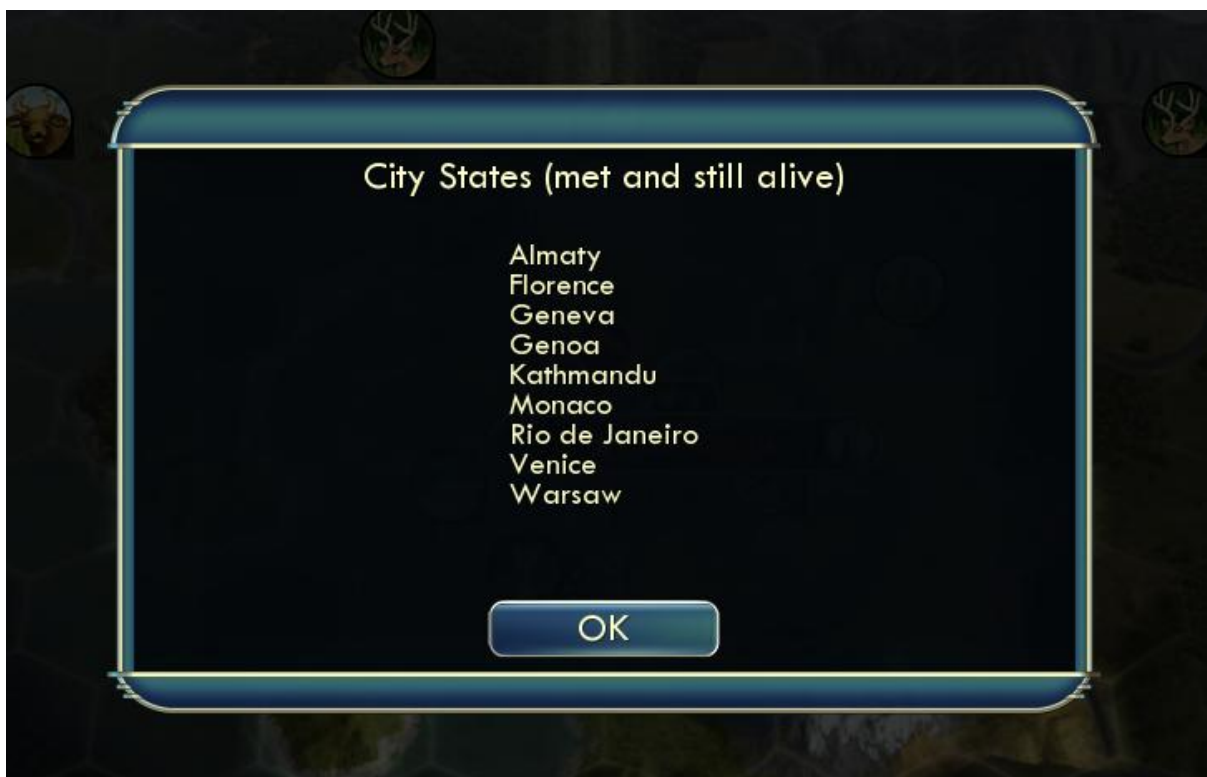 City States (met and still alive)
Almaty
Florence
Geneva
Genoa
Kathmandu
Monaco
Rio de Janeiro
Venice
Warsaw
OK